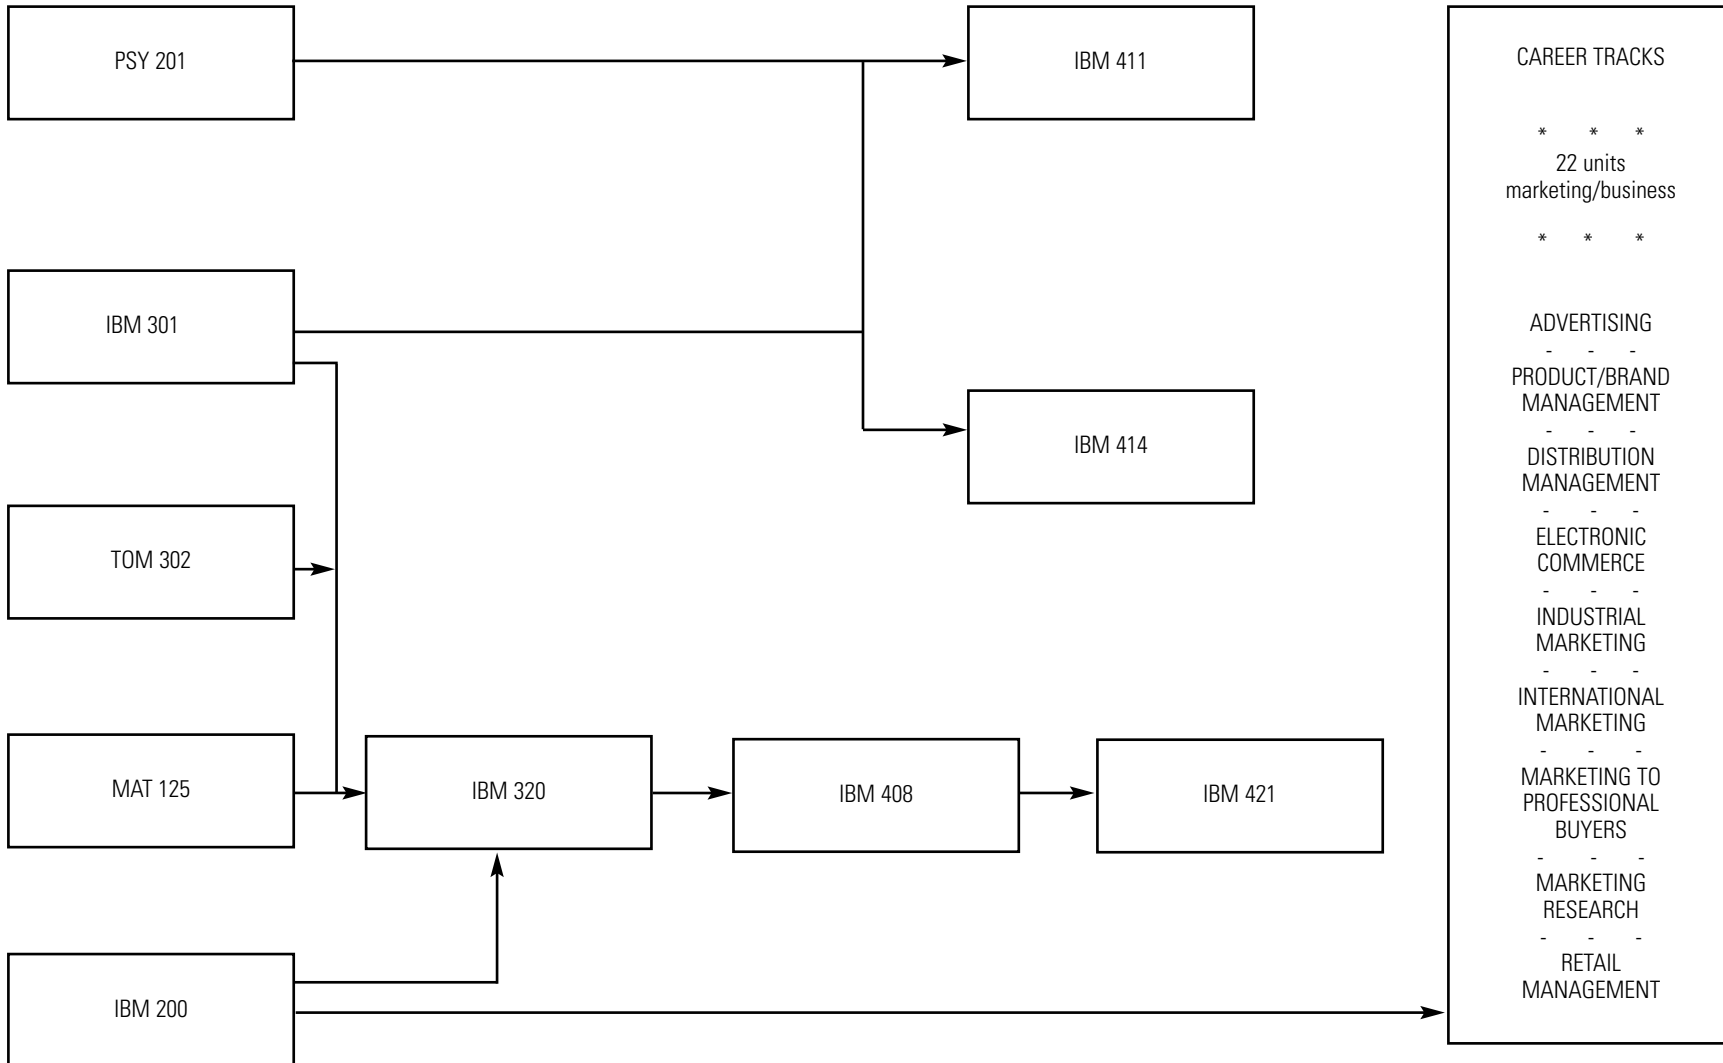 PSY 201
IBM 411
IBM 301
IBM 414
TOM 302
MAT 125
IBM 320
IBM 408
IBM 421
IBM 200
CAREER TRACKS
* * *
22 units
marketing/business
* * *
ADVERTISING
- - -
PRODUCT/BRAND
MANAGEMENT
- - -
DISTRIBUTION
MANAGEMENT
- - -
ELECTRONIC
COMMERCE
- - -
INDUSTRIAL
MARKETING
- - -
INTERNATIONAL
MARKETING
- - -
MARKETING TO
PROFESSIONAL
BUYERS
- - -
MARKETING
RESEARCH
- - -
RETAIL
MANAGEMENT